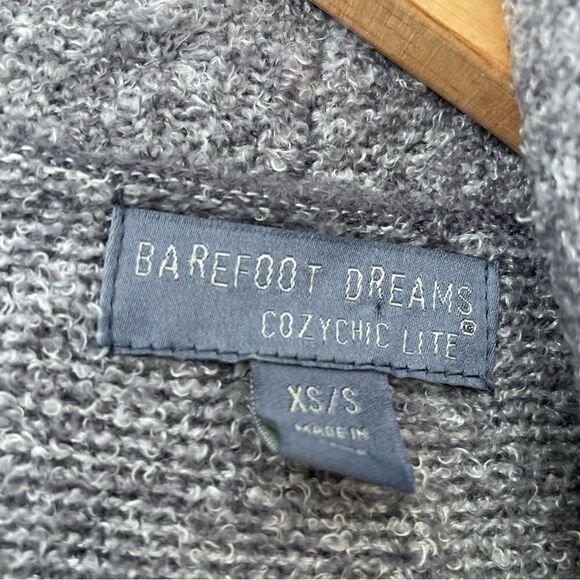 BAREFOOT DREAMS
COZYCHIC LITE®
XS/S
MADE IN